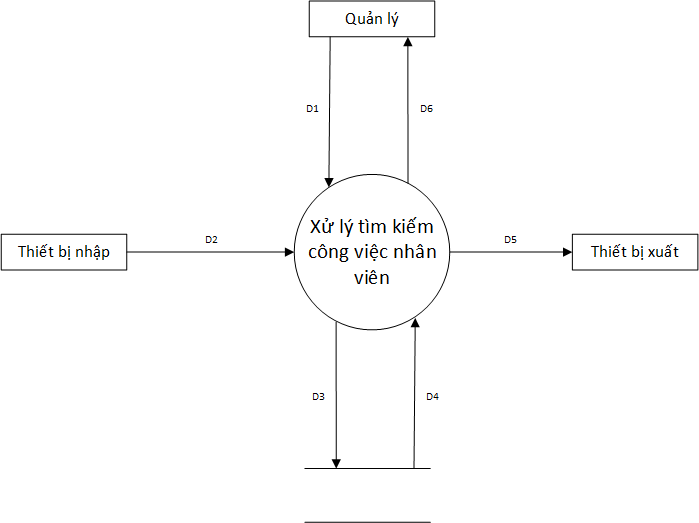 Quản lý
D1
D6
Xử lý tìm kiếm
công việc nhân
viên
Thiết bị nhập
D2
D5
Thiết bị xuất
D3
D4